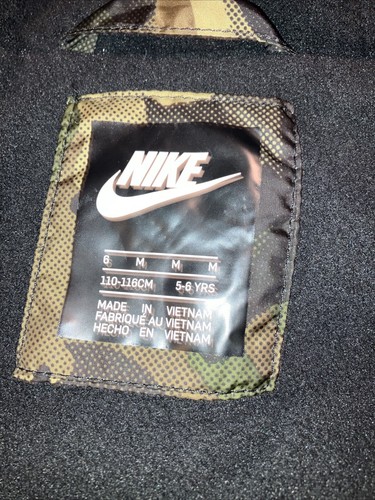 NIKE
6 M M M
110-116CM 5-6 YRS
MADE IN VIETNAM
FABRIQUÉ AU VIETNAM
HECHO EN VIETNAM